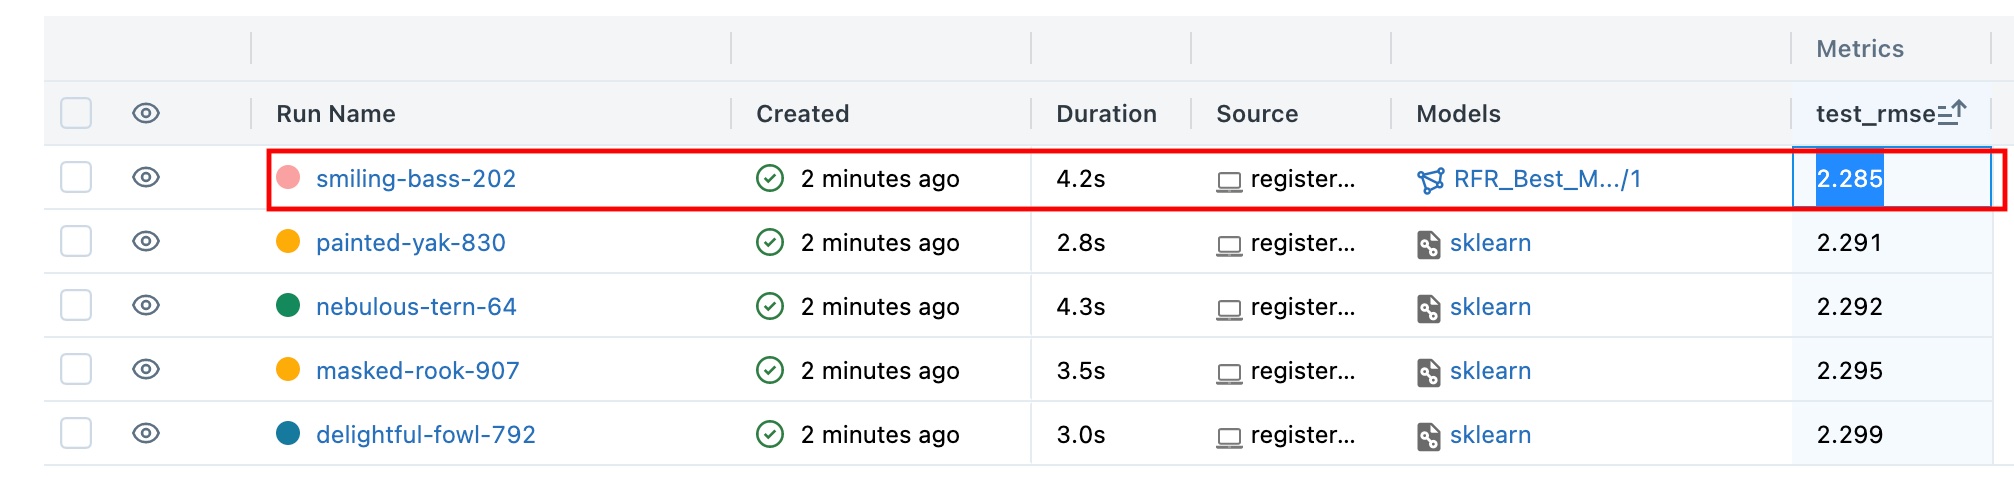 Metrics
Run Name Created Duration Source Models test_rmse
smiling-bass-202 2 minutes ago 4.2s register... RFR_Best_M.../1 2.285
painted-yak-830 2 minutes ago 2.8s register... sklearn 2.291
nebulous-tern-64 2 minutes ago 4.3s register... sklearn 2.292
masked-rook-907 2 minutes ago 3.5s register... sklearn 2.295
delightful-fowl-792 2 minutes ago 3.0s register... sklearn 2.299